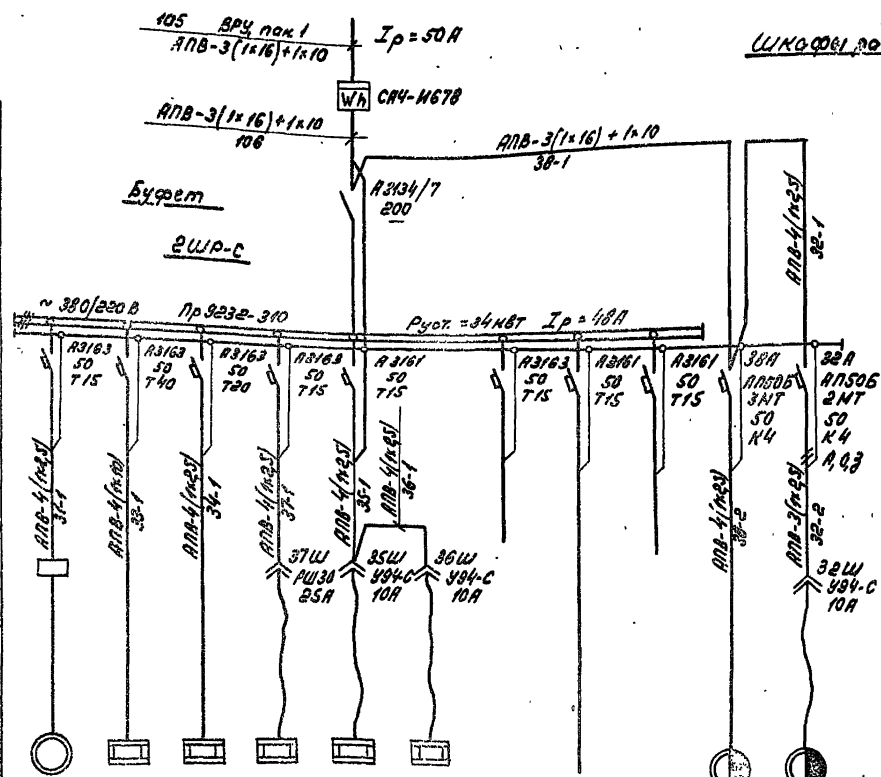 105 ВРУ, пак 1
АПВ-3(1×16)+1×10
Iр = 50А
Шкафы ра
Wh СА4-И678
АПВ-3(1×16)+1×10
106
АПВ-3(1×16)+1×10
38-1
Буфет
А3134/7
200
2ШР-С
АПВ-4(1×2,5)
32-1
~ 380/220 В
Пр 9232-310
Руст. = 34 кВт Iр = 48А
А3163
50
Т15
А3163
50
Т40
А3163
50
Т20
А3163
50
Т15
А3161
50
Т15
А3163
50
Т15
А3161
50
Т15
А3161
50
Т15
38А
АП50Б
3МТ
50
К4
32А
АП50Б
2МТ
50
К4
А,0,З
АПВ-4(1×2,5)
31-1
АПВ-4(1×10)
33-1
АПВ-4(1×2,5)
34-1
АПВ-4(1×2,5)
37-1
АПВ-4(1×2,5)
35-1
АПВ-4(1×2,5)
36-1
АПВ-4(1×2,5)
38-2
АПВ-3(1×2,5)
32-2
37Ш
РШ30
25А
35Ш
У94-С
10А
36Ш
У94-С
10А
32Ш
У94-С
10А